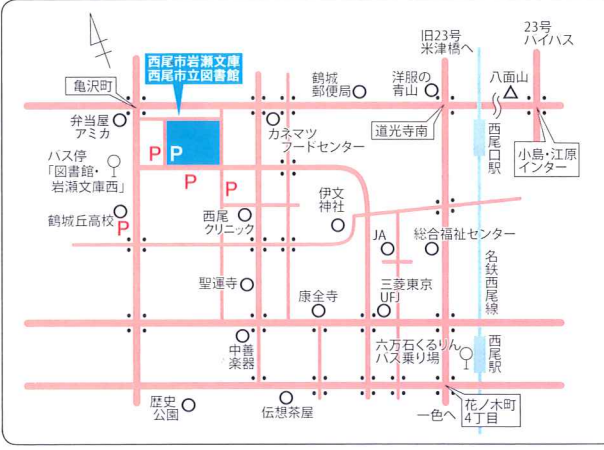 西尾市岩瀬文庫
西尾市立図書館
亀沢町
弁当屋
アミカ
バス停
「図書館・
岩瀬文庫西」
鶴城丘高校
P
P
P
P
P
鶴城
郵便局
カネマツ
フードセンター
旧23号
米津橋へ
洋服の
青山
道光寺南
八面山
23号
バイパス
西尾口駅
小島・江原
インター
伊文
神社
西尾
クリニック
JA
総合福祉センター
名鉄西尾線
聖運寺
康全寺
三菱東京
UFJ
中善
楽器
六万石くるりん
バス乗り場
西尾駅
歴史
公園
伝想茶屋
一色へ
花ノ木町
4丁目